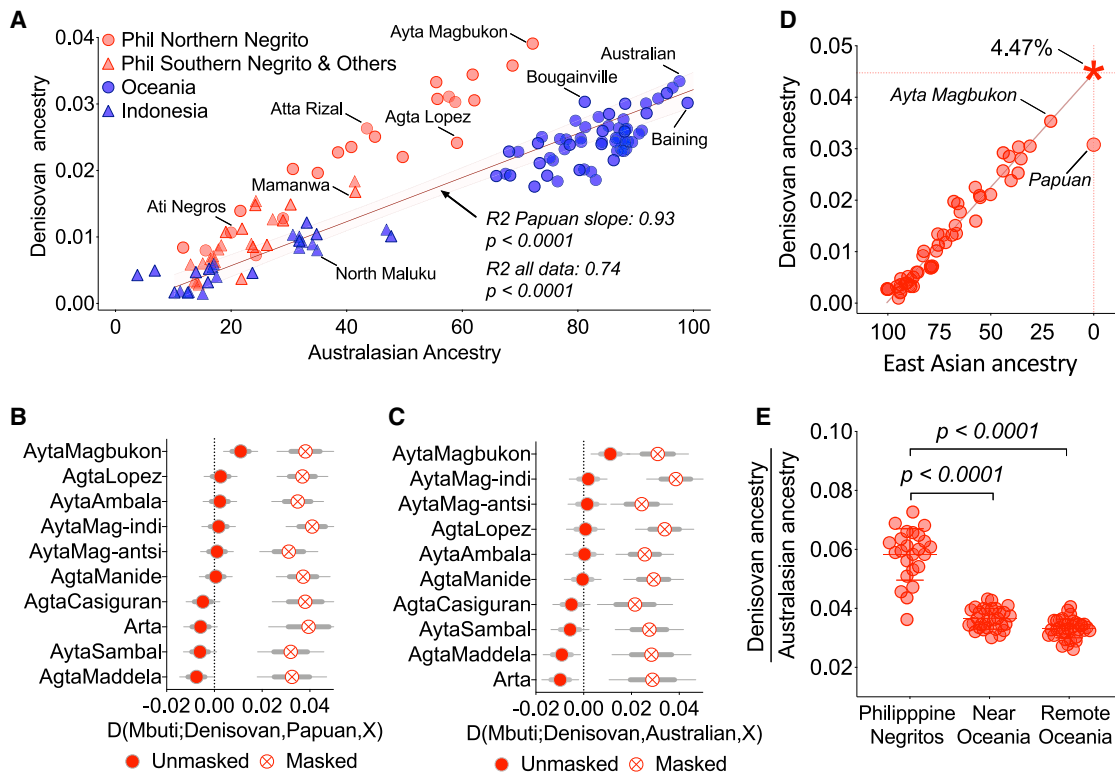 A
Denisovan ancestry
0.04
0.03
0.02
0.01
0.00
Phil Northern Negrito
Phil Southern Negrito & Others
Oceania
Indonesia
Ayta Magbukon
Australian
Bougainville
Atta Rizal
Agta Lopez
Baining
Mamanwa
Ati Negros
R2 Papuan slope: 0.93
p < 0.0001
R2 all data: 0.74
p < 0.0001
North Maluku
0 20 40 60 80 100
Australasian Ancestry
D
Denisovan ancestry
0.05
0.04
0.03
0.02
0.01
0.00
4.47%
Ayta Magbukon
Papuan
100 75 50 25 0
East Asian ancestry
B
AytaMagbukon
AgtaLopez
AytaAmbala
AytaMag-indi
AytaMag-antsi
AgtaManide
AgtaCasiguran
Arta
AytaSambal
AgtaMaddela
-0.02 0.00 0.02 0.04
D(Mbuti;Denisovan,Papuan,X)
Unmasked Masked
C
AytaMagbukon
AytaMag-indi
AytaMag-antsi
AgtaLopez
AytaAmbala
AgtaManide
AgtaCasiguran
AytaSambal
AgtaMaddela
Arta
-0.02 0.00 0.02 0.04
D(Mbuti;Denisovan,Australian,X)
Unmasked Masked
E
Denisovan ancestry
Australasian ancestry
0.10
0.08
0.06
0.04
0.02
p < 0.0001
p < 0.0001
Philipppine
Negritos
Near
Oceania
Remote
Oceania